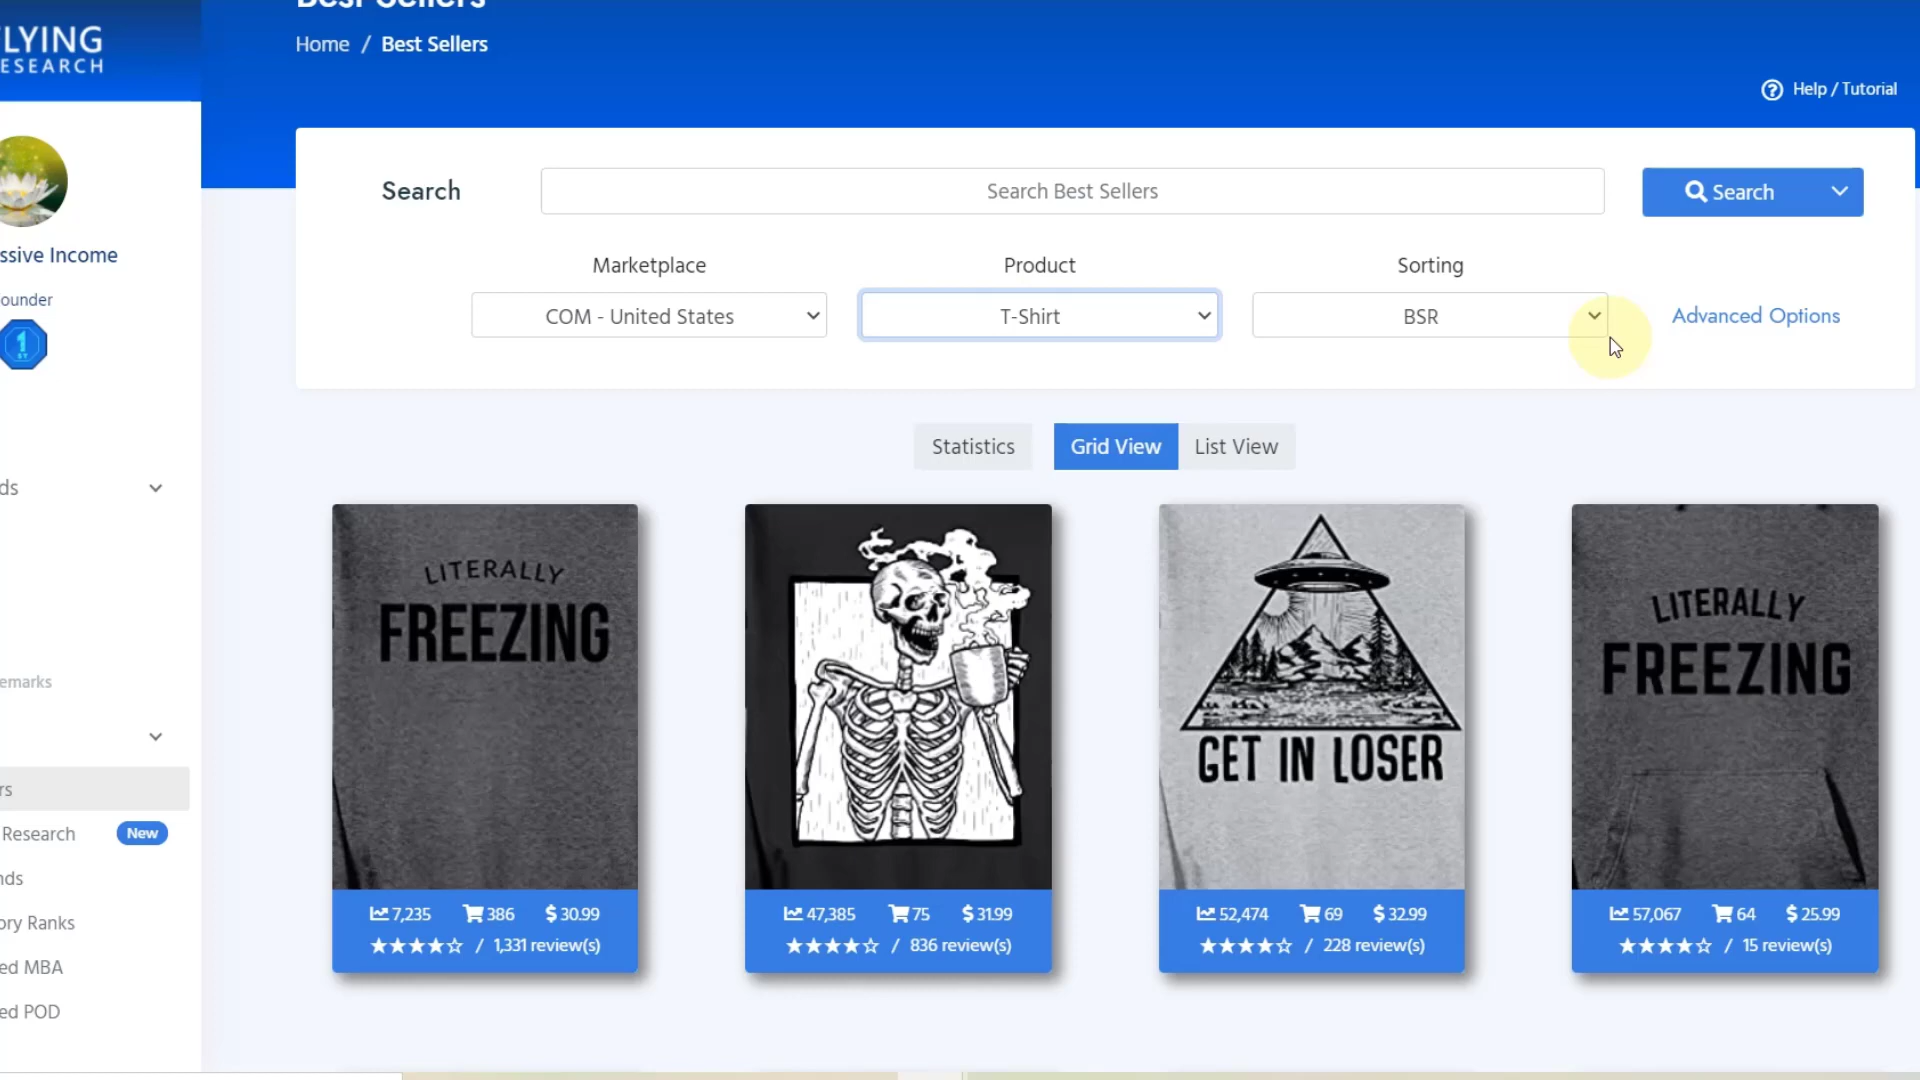 Best Sellers
LYING
ESEARCH
Home / Best Sellers
Help / Tutorial
Search
Search Best Sellers
Search
ssive Income
ounder
1
ST
Marketplace
Product
Sorting
COM - United States
T-Shirt
BSR
Advanced Options
Statistics
Grid View
List View
ds
emarks
rs
Research
New
nds
ory Ranks
ed MBA
ed POD
LITERALLY
FREEZING
GET IN LOSER
LITERALLY
FREEZING
7,235 386 $30.99
/ 1,331 review(s)
47,385 75 $31.99
/ 836 review(s)
52,474 69 $32.99
/ 228 review(s)
57,067 64 $25.99
/ 15 review(s)